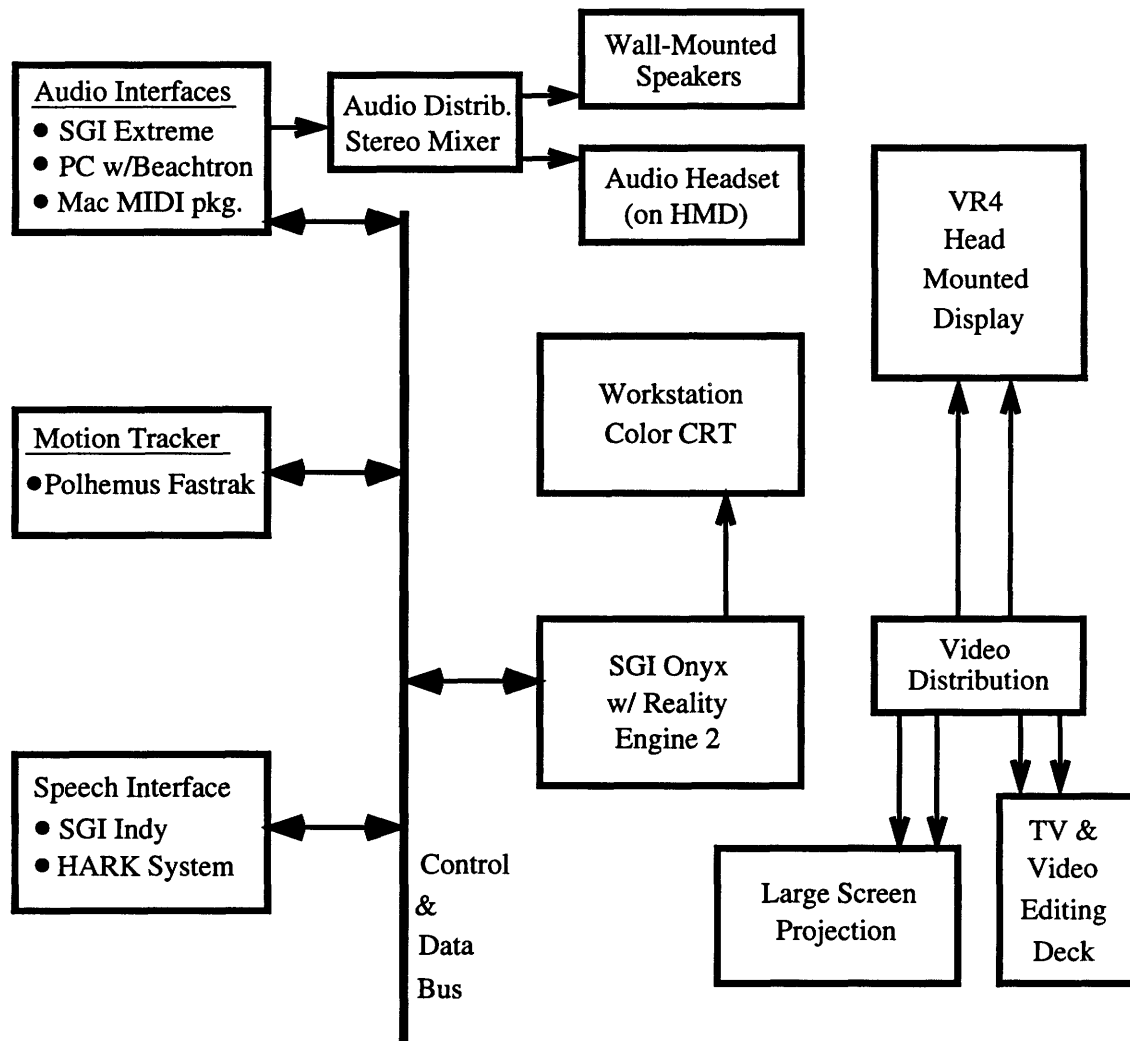 Audio Interfaces
● SGI Extreme
● PC w/Beachtron
● Mac MIDI pkg.
Audio Distrib.
Stereo Mixer
Wall-Mounted
Speakers
Audio Headset
(on HMD)
VR4
Head
Mounted
Display
Motion Tracker
●Polhemus Fastrak
Workstation
Color CRT
SGI Onyx
w/ Reality
Engine 2
Video
Distribution
Speech Interface
● SGI Indy
● HARK System
Control
&
Data
Bus
Large Screen
Projection
TV &
Video
Editing
Deck